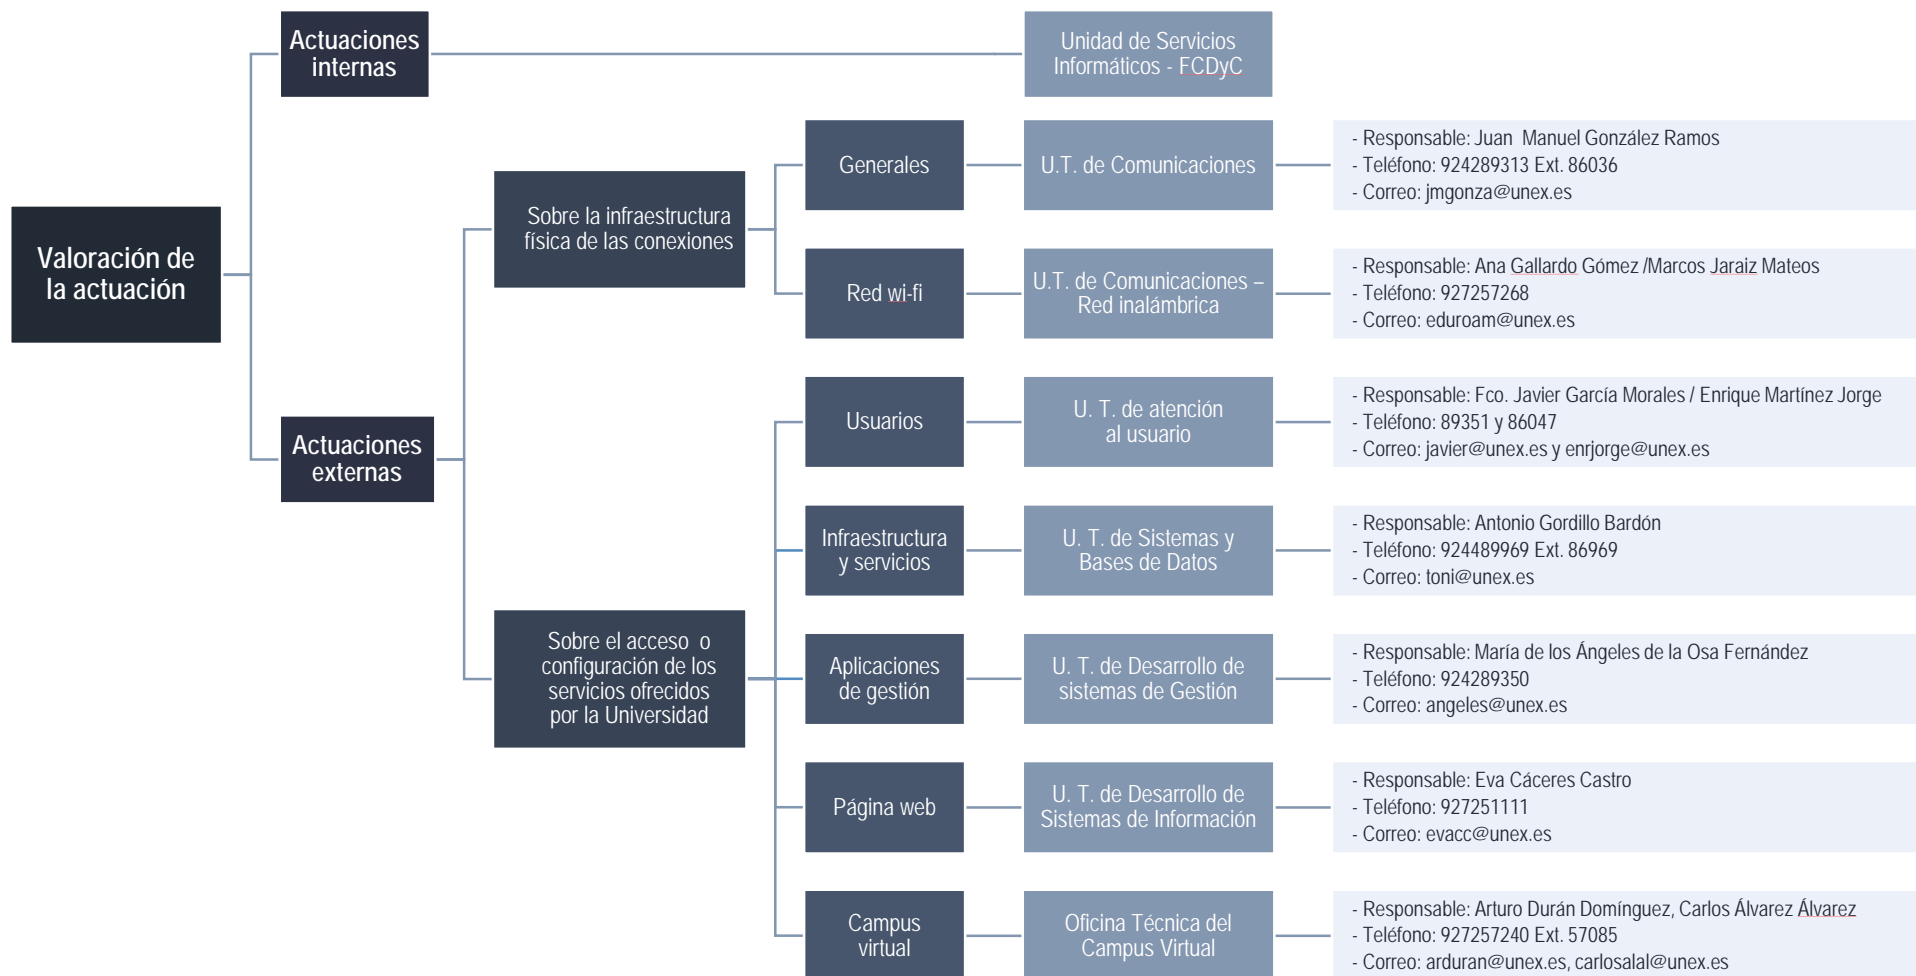 Valoración de
la actuación
Actuaciones
internas
Unidad de Servicios
Informáticos - FCDyC
Actuaciones
externas
Sobre la infraestructura
física de las conexiones
Generales
U.T. de Comunicaciones
- Responsable: Juan  Manuel González Ramos
- Teléfono: 924289313 Ext. 86036
- Correo: jmgonza@unex.es
Red wi-fi
U.T. de Comunicaciones –
Red inalámbrica
- Responsable: Ana Gallardo Gómez /Marcos Jaraiz Mateos
- Teléfono: 927257268
- Correo: eduroam@unex.es
Sobre el acceso  o
configuración de los
servicios ofrecidos
por la Universidad
Usuarios
U. T. de atención
al usuario
- Responsable: Fco. Javier García Morales / Enrique Martínez Jorge
- Teléfono: 89351 y 86047
- Correo: javier@unex.es y enrjorge@unex.es
Infraestructura
y servicios
U. T. de Sistemas y
Bases de Datos
- Responsable: Antonio Gordillo Bardón
- Teléfono: 924489969 Ext. 86969
- Correo: toni@unex.es
Aplicaciones
de gestión
U. T. de Desarrollo de
sistemas de Gestión
- Responsable: María de los Ángeles de la Osa Fernández
- Teléfono: 924289350
- Correo: angeles@unex.es
Página web
U. T. de Desarrollo de
Sistemas de Información
- Responsable: Eva Cáceres Castro
- Teléfono: 927251111
- Correo: evacc@unex.es
Campus
virtual
Oficina Técnica del
Campus Virtual
- Responsable: Arturo Durán Domínguez, Carlos Álvarez Álvarez
- Teléfono: 927257240 Ext. 57085
- Correo: arduran@unex.es, carlosalal@unex.es